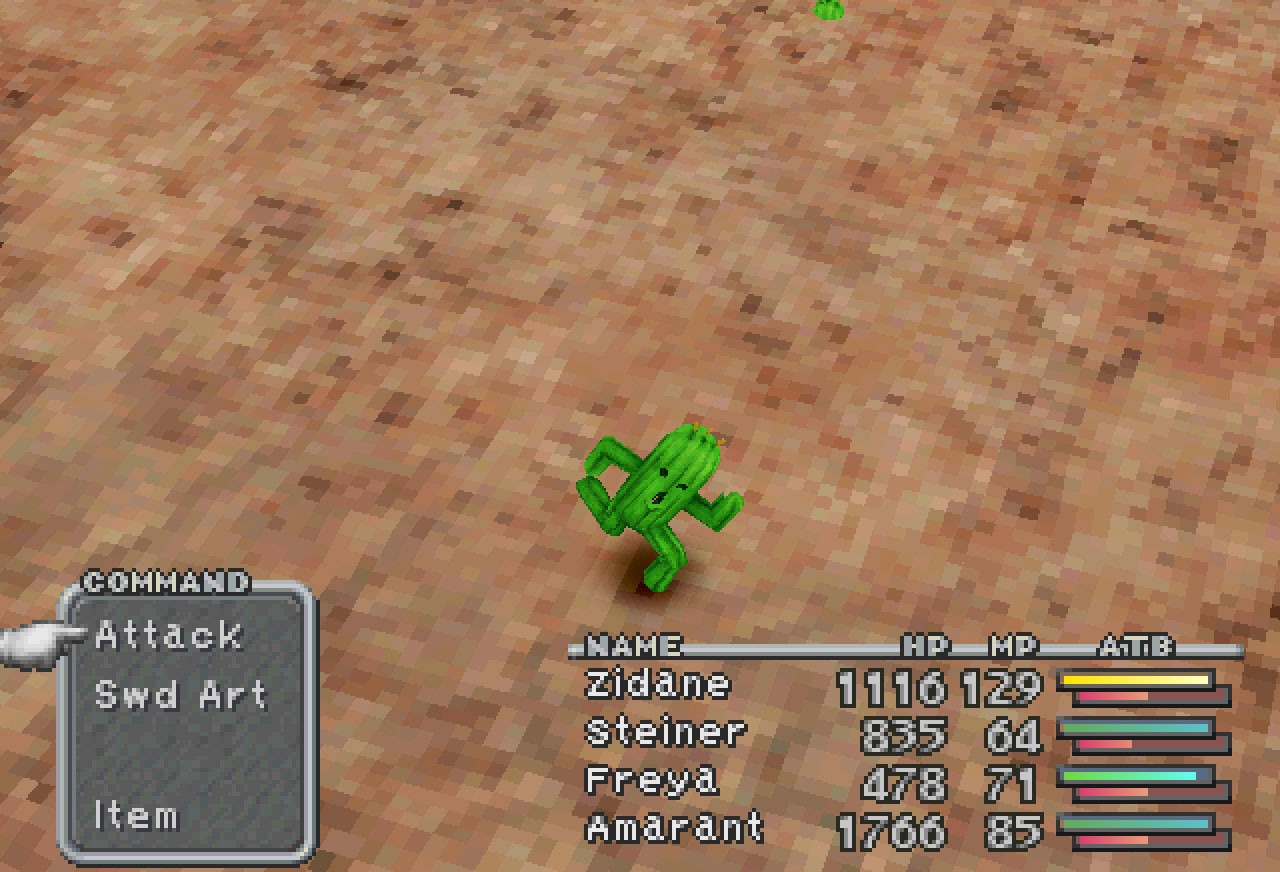 COMMAND
Attack
Swd Art
Item
NAME HP MP ATB
Zidane 1116 129
Steiner 835 64
Freya 478 71
Amarant 1766 85